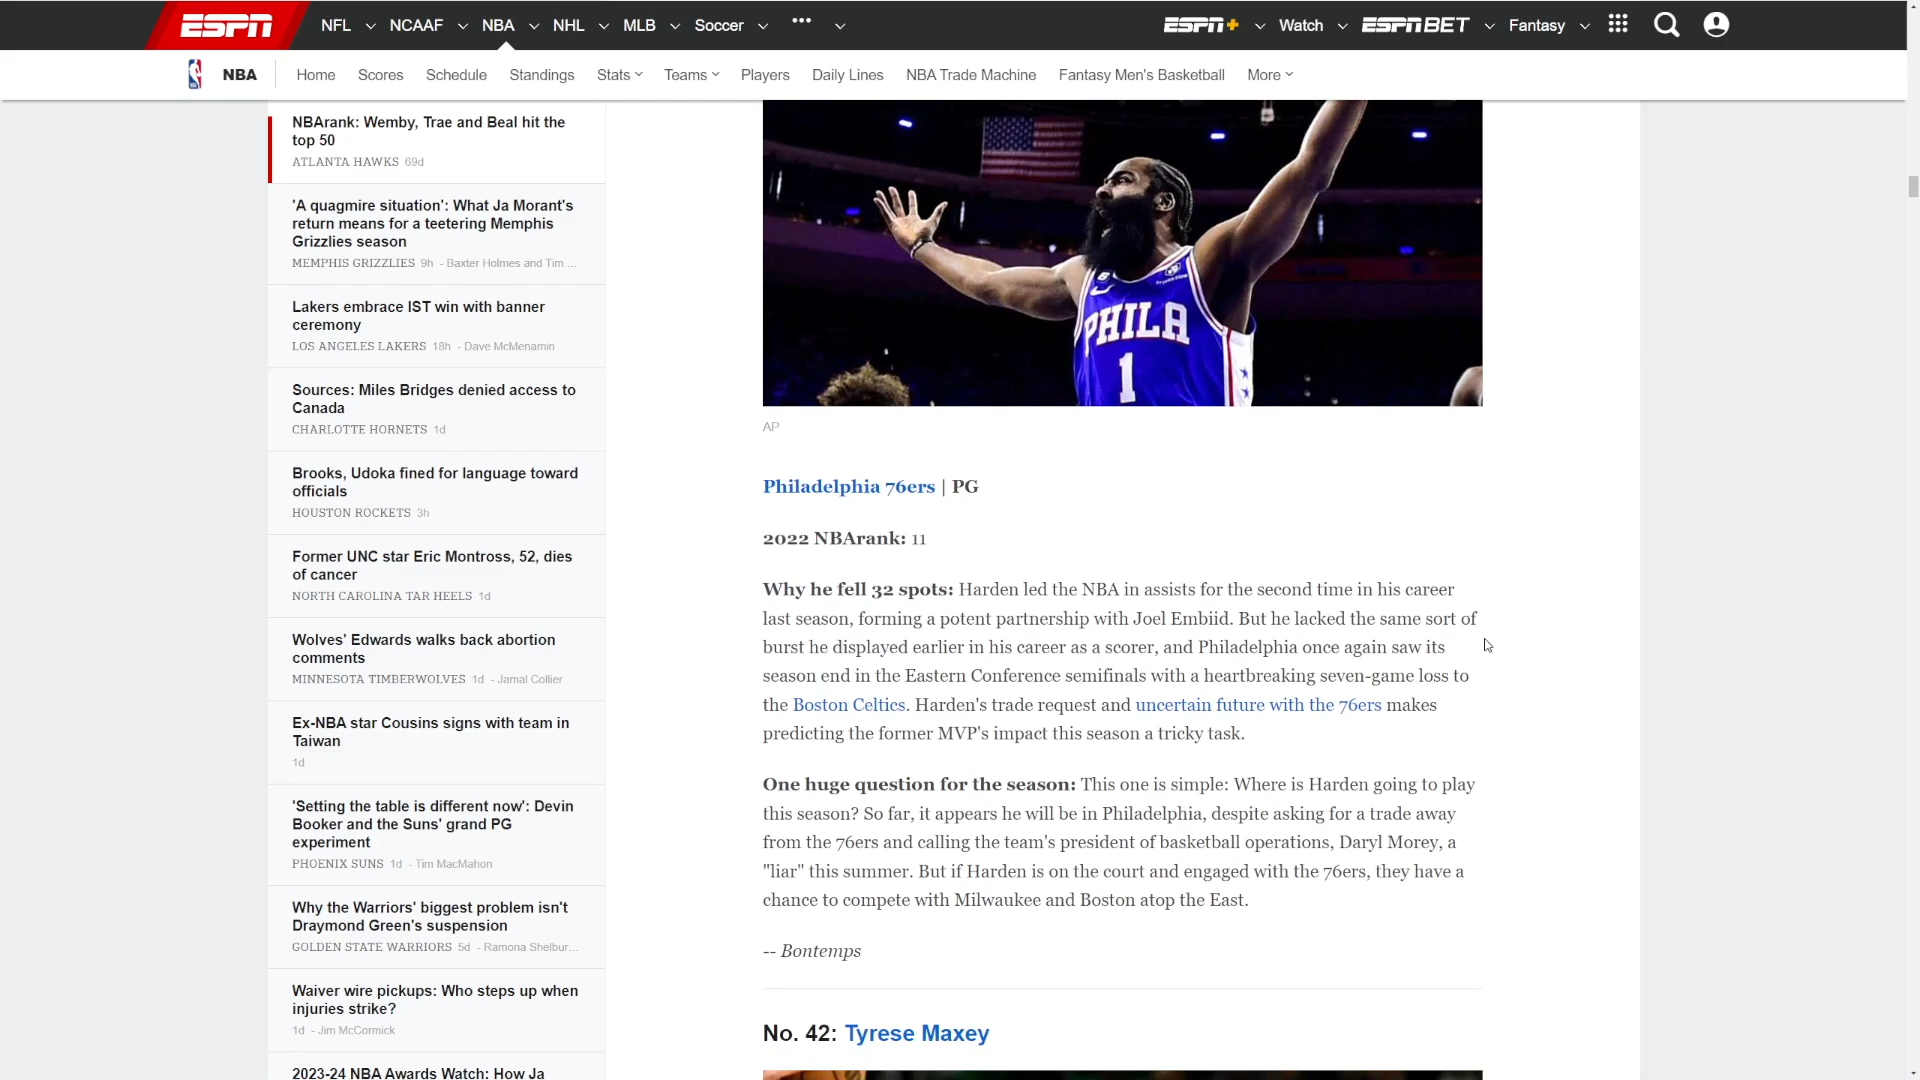 ESPN
NFL NCAAF NBA NHL MLB Soccer ••• ESPN+ Watch ESPN BET Fantasy
NBA Home Scores Schedule Standings Stats Teams Players Daily Lines NBA Trade Machine Fantasy Men's Basketball More
NBArank: Wemby, Trae and Beal hit the
top 50
ATLANTA HAWKS 69d
'A quagmire situation': What Ja Morant's
return means for a teetering Memphis
Grizzlies season
MEMPHIS GRIZZLIES 9h - Baxter Holmes and Tim ...
Lakers embrace IST win with banner
ceremony
LOS ANGELES LAKERS 18h - Dave McMenamin
Sources: Miles Bridges denied access to
Canada
CHARLOTTE HORNETS 1d
Brooks, Udoka fined for language toward
officials
HOUSTON ROCKETS 3h
Former UNC star Eric Montross, 52, dies
of cancer
NORTH CAROLINA TAR HEELS 1d
Wolves' Edwards walks back abortion
comments
MINNESOTA TIMBERWOLVES 1d - Jamal Collier
Ex-NBA star Cousins signs with team in
Taiwan
1d
'Setting the table is different now': Devin
Booker and the Suns' grand PG
experiment
PHOENIX SUNS 1d - Tim MacMahon
Why the Warriors' biggest problem isn't
Draymond Green's suspension
GOLDEN STATE WARRIORS 5d - Ramona Shelbur...
Waiver wire pickups: Who steps up when
injuries strike?
1d - Jim McCormick
2023-24 NBA Awards Watch: How Ja
PHILA
1
AP
Philadelphia 76ers | PG
2022 NBArank: 11
Why he fell 32 spots: Harden led the NBA in assists for the second time in his career
last season, forming a potent partnership with Joel Embiid. But he lacked the same sort of
burst he displayed earlier in his career as a scorer, and Philadelphia once again saw its
season end in the Eastern Conference semifinals with a heartbreaking seven-game loss to
the Boston Celtics. Harden's trade request and uncertain future with the 76ers makes
predicting the former MVP's impact this season a tricky task.
One huge question for the season: This one is simple: Where is Harden going to play
this season? So far, it appears he will be in Philadelphia, despite asking for a trade away
from the 76ers and calling the team's president of basketball operations, Daryl Morey, a
"liar" this summer. But if Harden is on the court and engaged with the 76ers, they have a
chance to compete with Milwaukee and Boston atop the East.
-- Bontemps
No. 42: Tyrese Maxey